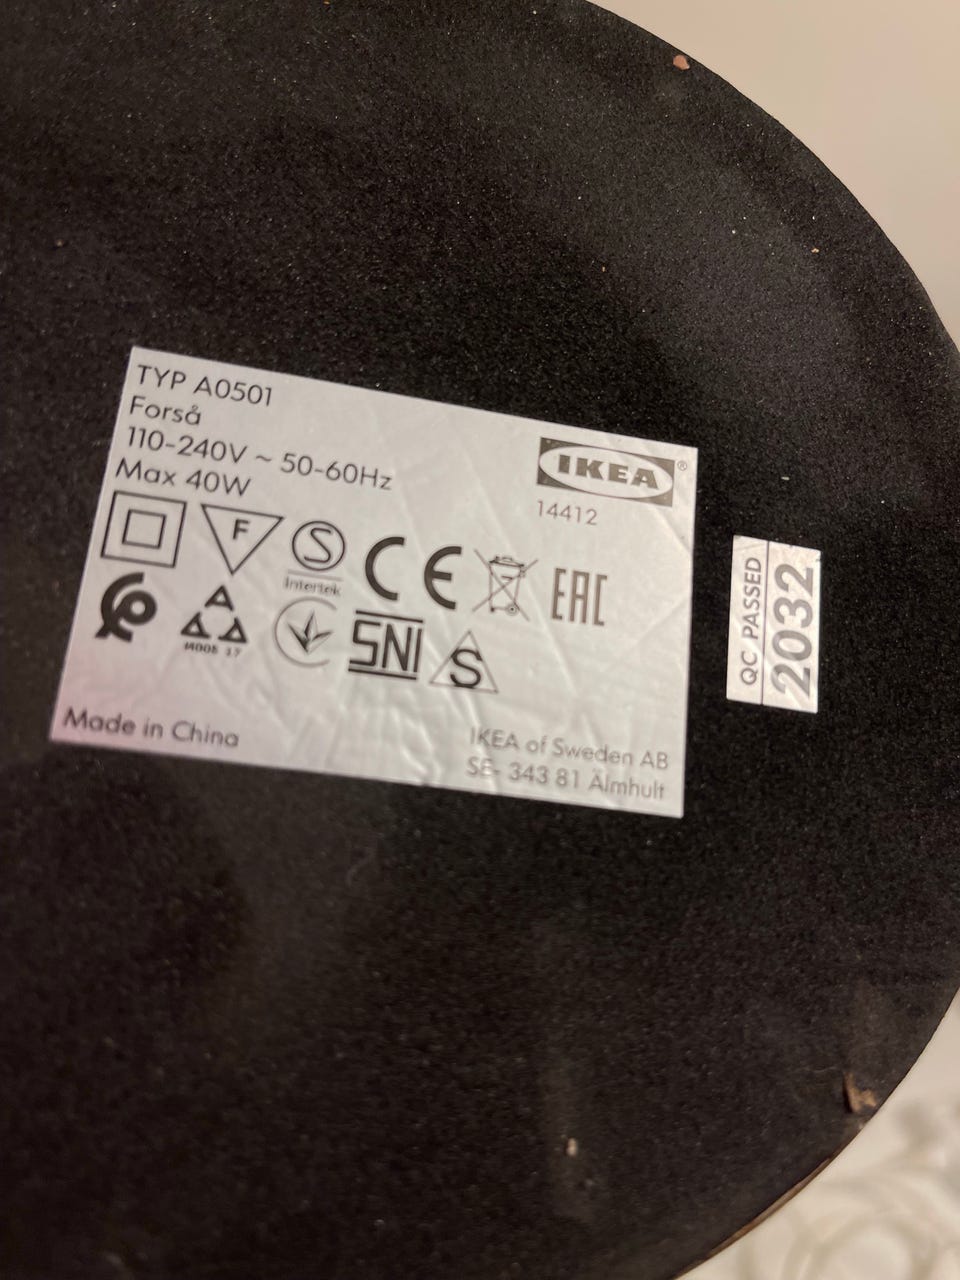 TYP A0501
Forså
110-240V ~ 50-60Hz
Max 40W
IKEA®
14412
F
S
Intertek
CE
EAC
SNI
S
Made in China
IKEA of Sweden AB
SE- 343 81 Älmhult
QC PASSED
2032